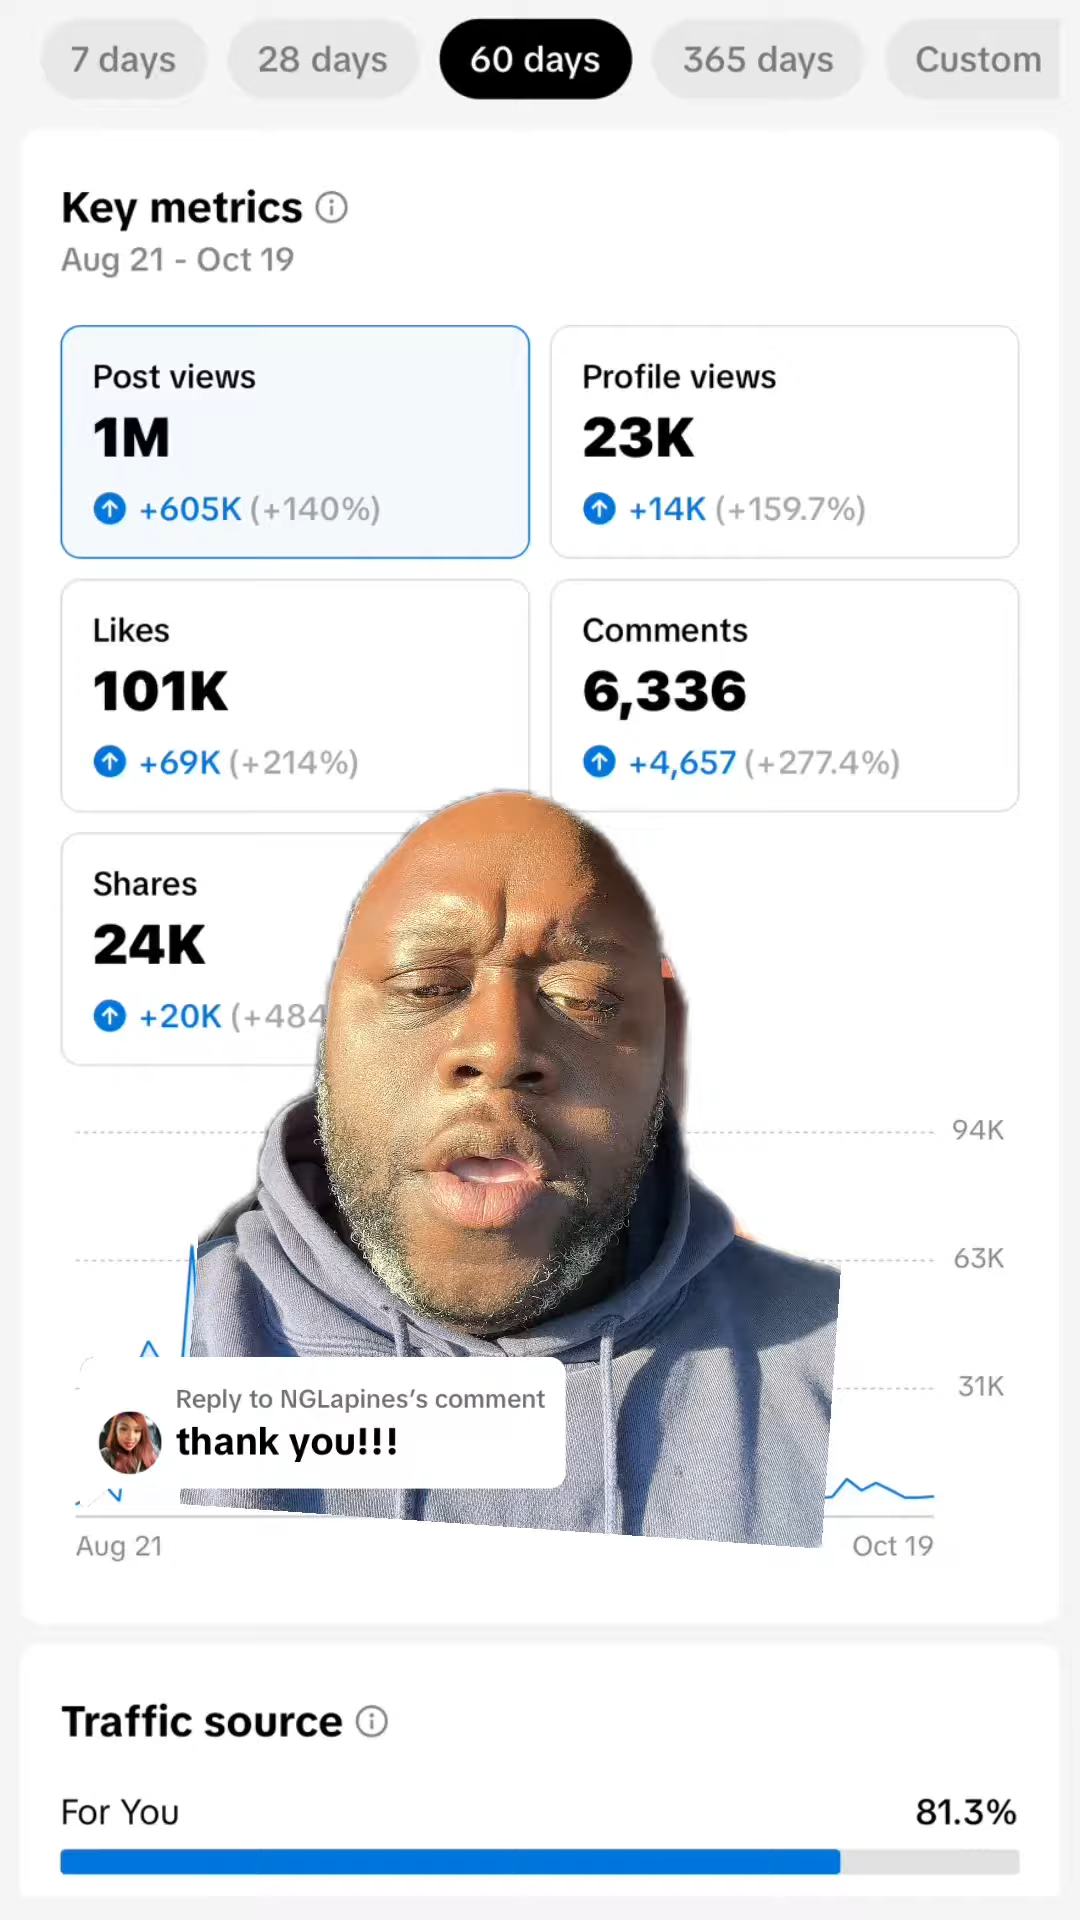 7 days 28 days 60 days 365 days Custom
Key metrics
Aug 21 - Oct 19
Post views
1M
+605K (+140%)
Profile views
23K
+14K (+159.7%)
Likes
101K
+69K (+214%)
Comments
6,336
+4,657 (+277.4%)
Shares
24K
+20K (+484
94K
63K
31K
Reply to NGLapines’s comment
thank you!!!
Aug 21
Oct 19
Traffic source
For You
81.3%